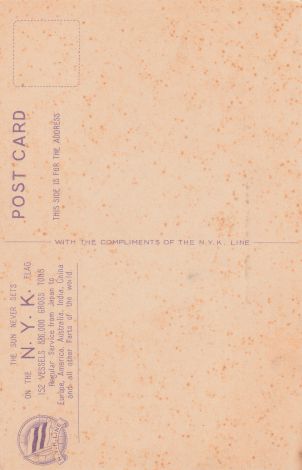 POST CARD
THIS SIDE IS FOR THE ADDRESS
WITH THE COMPLIMENTS OF THE N.Y.K. LINE
THE SUN NEVER SETS
ON THE N. Y. K. FLAG
152 VESSELS 886,000 GROSS TONS
Regular Service from Japan to
Europe, America, Australia, India, China
and all other Parts of the world.